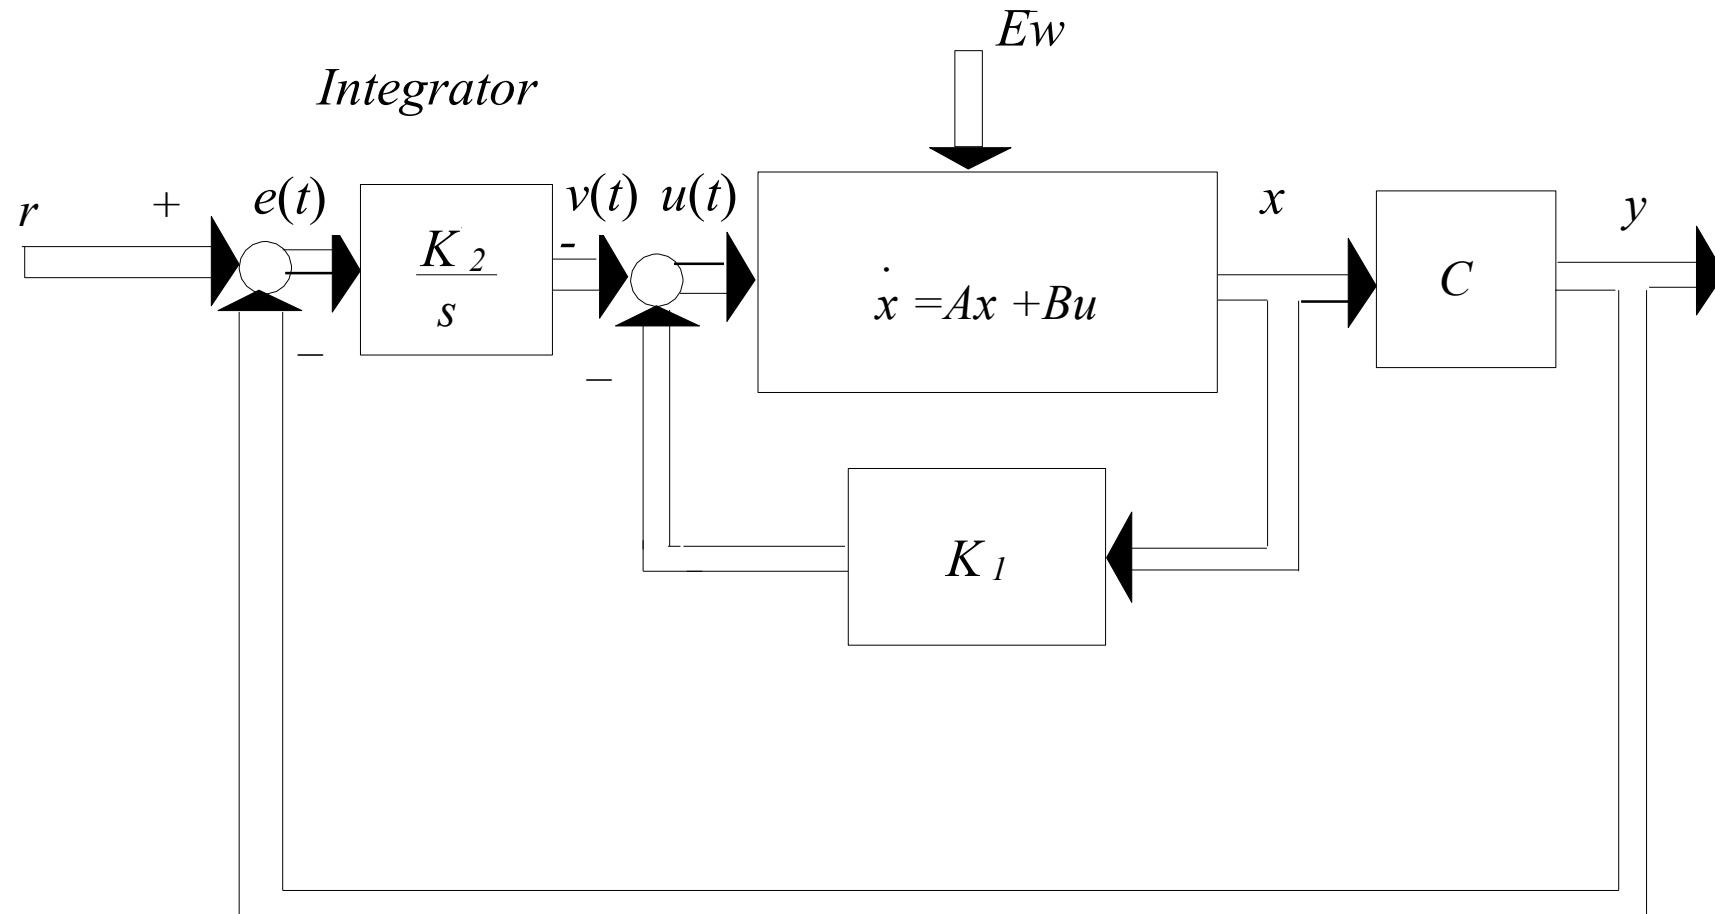 Ew
Integrator
r
+
e(t)
K 2
s
v(t)
-
u(t)
ẋ =Ax +Bu
x
C
y
–
–
K 1